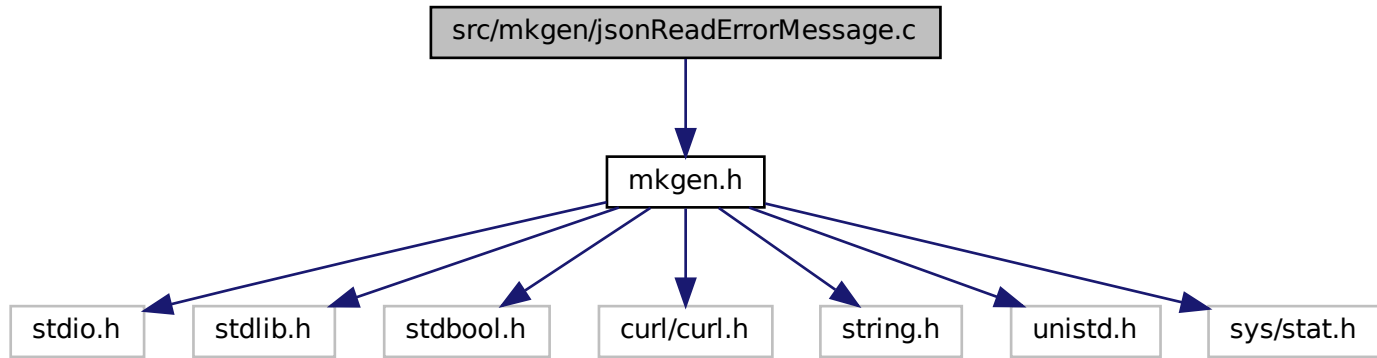 src/mkgen/jsonReadErrorMessage.c
mkgen.h
stdio.h
stdlib.h
stdbool.h
curl/curl.h
string.h
unistd.h
sys/stat.h